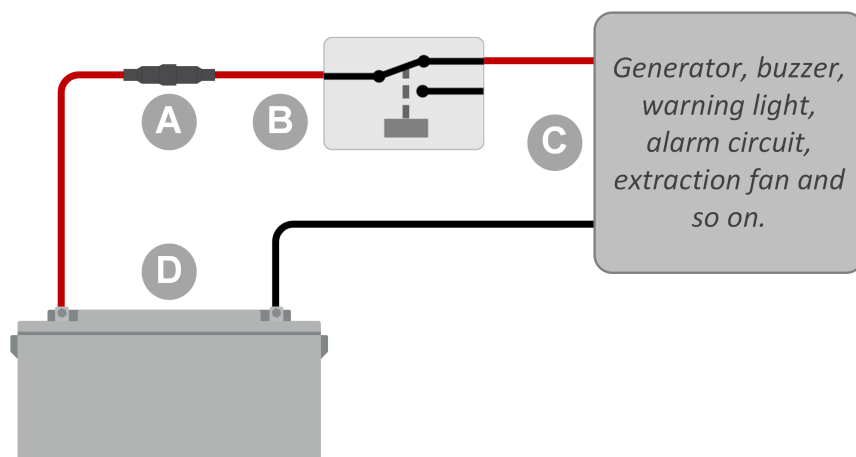 A
B
C
D
Generator, buzzer,
warning light,
alarm circuit,
extraction fan and
so on.